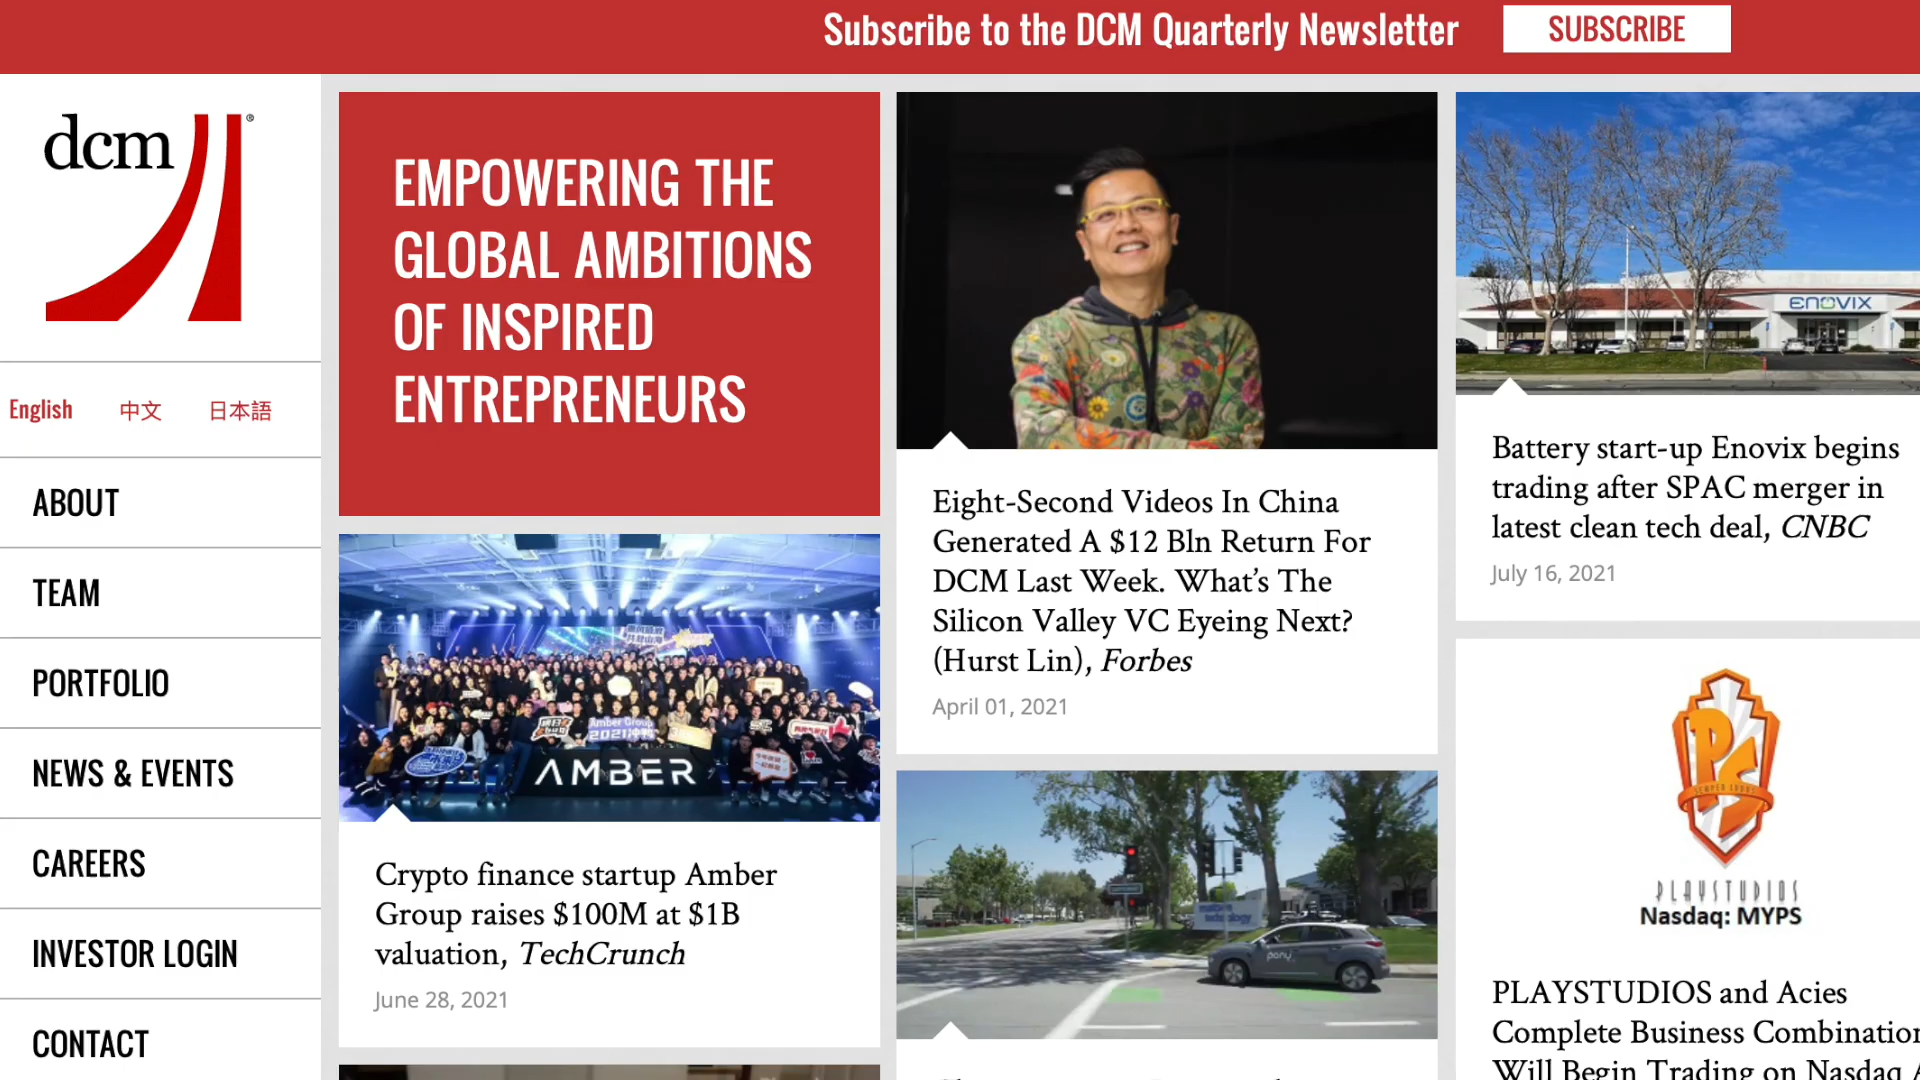 Subscribe to the DCM Quarterly Newsletter
SUBSCRIBE
dcm
English
中文
日本語
ABOUT
TEAM
PORTFOLIO
NEWS & EVENTS
CAREERS
INVESTOR LOGIN
CONTACT
EMPOWERING THE
GLOBAL AMBITIONS
OF INSPIRED
ENTREPRENEURS
Amber Group
AMBER
Crypto finance startup Amber
Group raises $100M at $1B
valuation, TechCrunch
June 28, 2021
Eight-Second Videos In China
Generated A $12 Bln Return For
DCM Last Week. What’s The
Silicon Valley VC Eyeing Next?
(Hurst Lin), Forbes
April 01, 2021
pony
ENOVIX
Battery start-up Enovix begins
trading after SPAC merger in
latest clean tech deal, CNBC
July 16, 2021
PS
PLAYSTUDIOS
Nasdaq: MYPS
PLAYSTUDIOS and Acies
Complete Business Combination
Will Begin Trading on Nasdaq